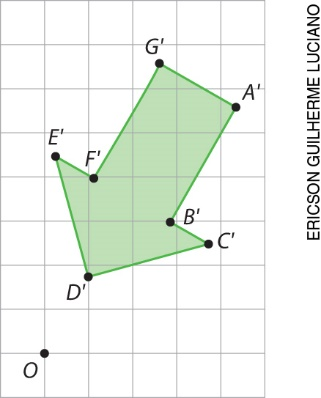 G'
A'
E'
F'
B'
C'
D'
O
ERICSON GUILHERME LUCIANO